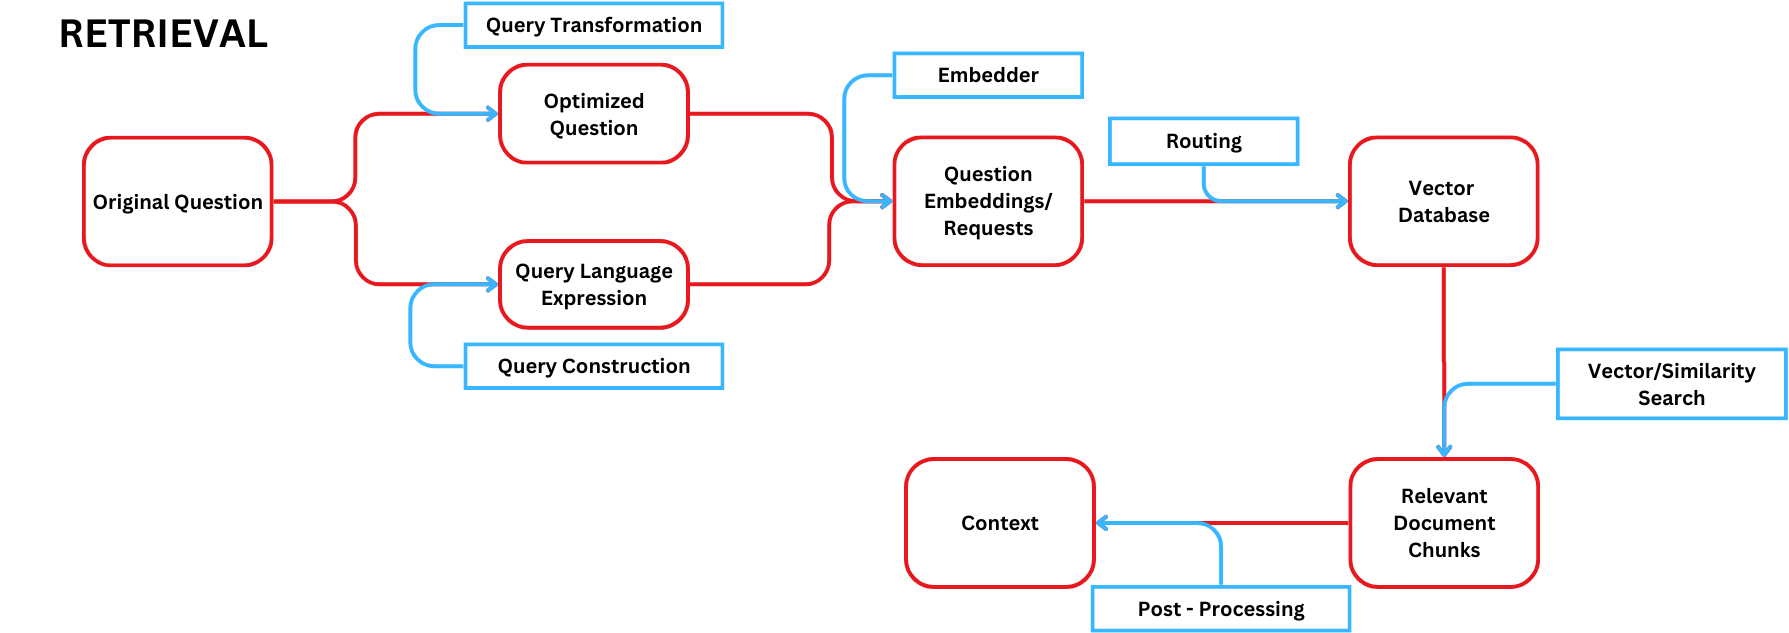 RETRIEVAL
Query Transformation
Optimized
Question
Embedder
Routing
Original Question
Question
Embeddings/
Requests
Vector
Database
Query Language
Expression
Query Construction
Vector/Similarity
Search
Context
Relevant
Document
Chunks
Post - Processing